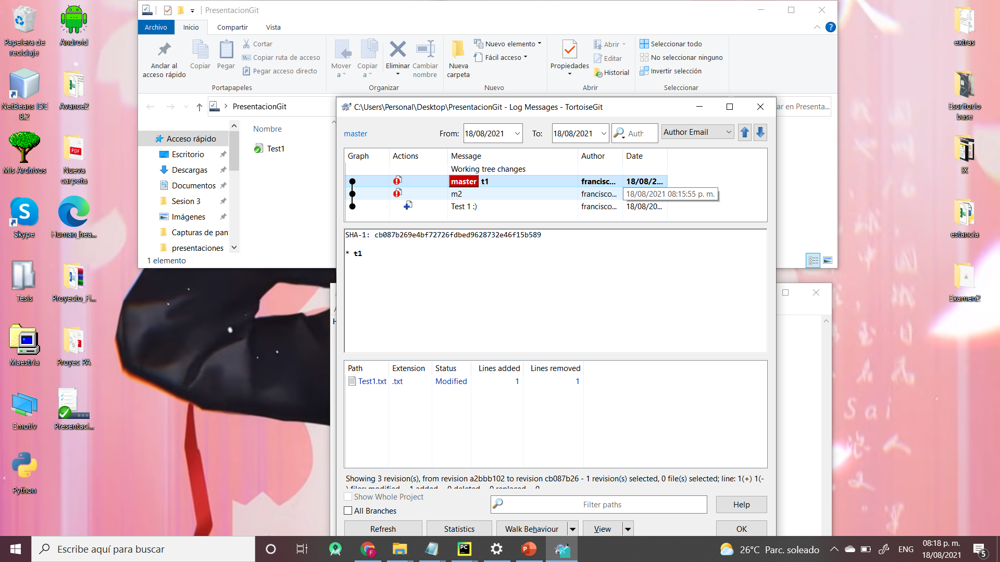 PresentacionGit
Archivo
Inicio
Compartir
Vista
Anclar al
acceso rápido
Copiar
Pegar
Cortar
Copiar ruta de acceso
Pegar acceso directo
Portapapeles
Mover
a
Copiar
a
Eliminar
Cambiar
nombre
Organizar
Nueva
carpeta
Nuevo elemento
Fácil acceso
Nuevo
Propiedades
Abrir
Editar
Historial
Abrir
Seleccionar todo
No seleccionar ninguno
Invertir selección
Seleccionar
PresentacionGit
ar en Presenta...
Acceso rápido
Escritorio
Descargas
Documentos
Sesion 3
Imágenes
Capturas de pan
presentaciones
1 elemento
Nombre
Test1
C:\Users\Personal\Desktop\PresentacionGit - Log Messages - TortoiseGit
master
From: 18/08/2021
To: 18/08/2021
Auth
Author Email
Graph Actions Message Author Date
Working tree changes
master t1 francisc... 18/08/2...
m2 francisco...
18/08/2021 08:15:55 p. m.
Test 1 :) francisco... 18/08/20...
SHA-1: cb087b269e4bf72726fdbed9628732e46f15b589
* t1
Path Extension Status Lines added Lines removed
Test1.txt .txt Modified 1 1
Showing 3 revision(s), from revision a2bbb102 to revision cb087b26 - 1 revision(s) selected, 0 file(s) selected; line: 1(+) 1(-
) files: modified = 1 added = 0 deleted = 0 replaced = 0
Show Whole Project
All Branches
Filter paths
Help
Refresh
Statistics
Walk Behaviour
View
OK
Papelera de
reciclaje
Android
NetBeans IDE
8.2
Avance2
Mis Archivos
Nueva
carpeta
Skype
Human_hea...
Tesis
Proyecto_Fi...
Maestria
Proyec PA
Emotiv
Presentaci...
Python
extras
Escritorio
base
IX
estancia
Examen2
Sai
Escribe aquí para buscar
26°C Parc. soleado
ENG
08:18 p. m.
18/08/2021
5